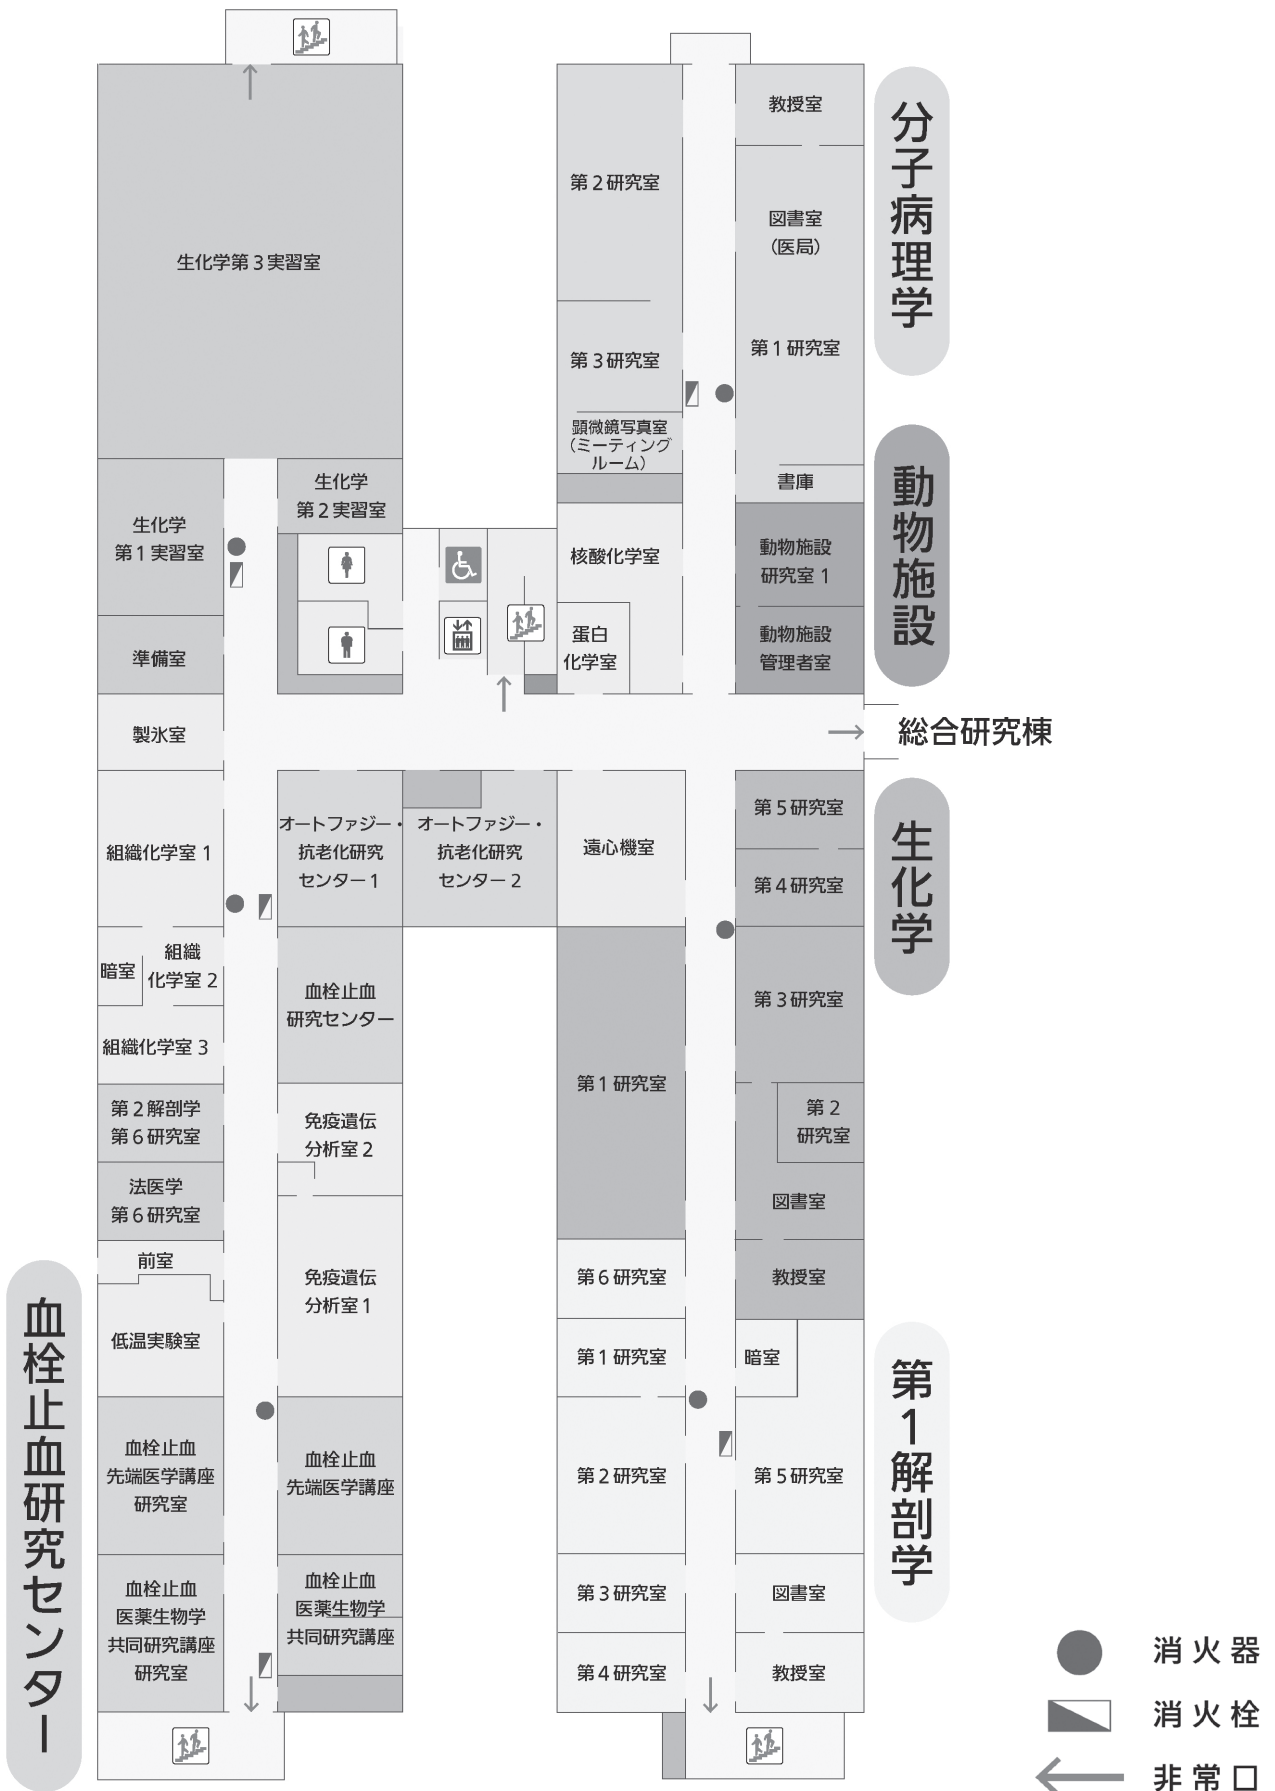 生化学第3実習室
生化学
第1実習室
準備室
製氷室
組織化学室1
暗室
組織
化学室2
組織化学室3
第2解剖学
第6研究室
法医学
第6研究室
前室
低温実験室
血栓止血
先端医学講座
研究室
血栓止血
医薬生物学
共同研究講座
研究室
生化学
第2実習室
オートファジー・
抗老化研究
センター1
オートファジー・
抗老化研究
センター2
血栓止血
研究センター
免疫遺伝
分析室2
免疫遺伝
分析室1
血栓止血
先端医学講座
血栓止血
医薬生物学
共同研究講座
第2研究室
第3研究室
顕微鏡写真室
（ミーティング
ルーム）
核酸化学室
蛋白
化学室
遠心機室
第1研究室
第6研究室
第1研究室
第2研究室
第3研究室
第4研究室
教授室
図書室
（医局）
第1研究室
書庫
動物施設
研究室1
動物施設
管理者室
総合研究棟
第5研究室
第4研究室
第3研究室
第2
研究室
図書室
教授室
暗室
第5研究室
図書室
教授室
分子病理学
動物施設
生化学
第1解剖学
血栓止血研究センター
消火器
消火栓
非常口